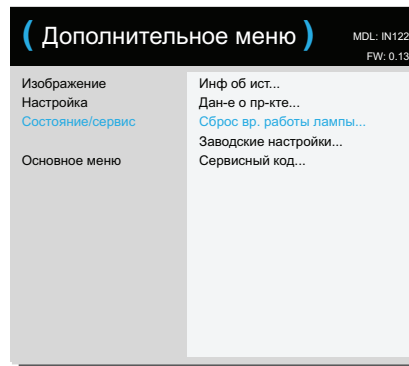 ( Дополнительное меню )
MDL: IN122
FW: 0.13
Изображение
Настройка
Состояние/сервис
Основное меню
Инф об ист...
Дан-е о пр-кте...
Сброс вр. работы лампы...
Заводские настройки...
Сервисный код...